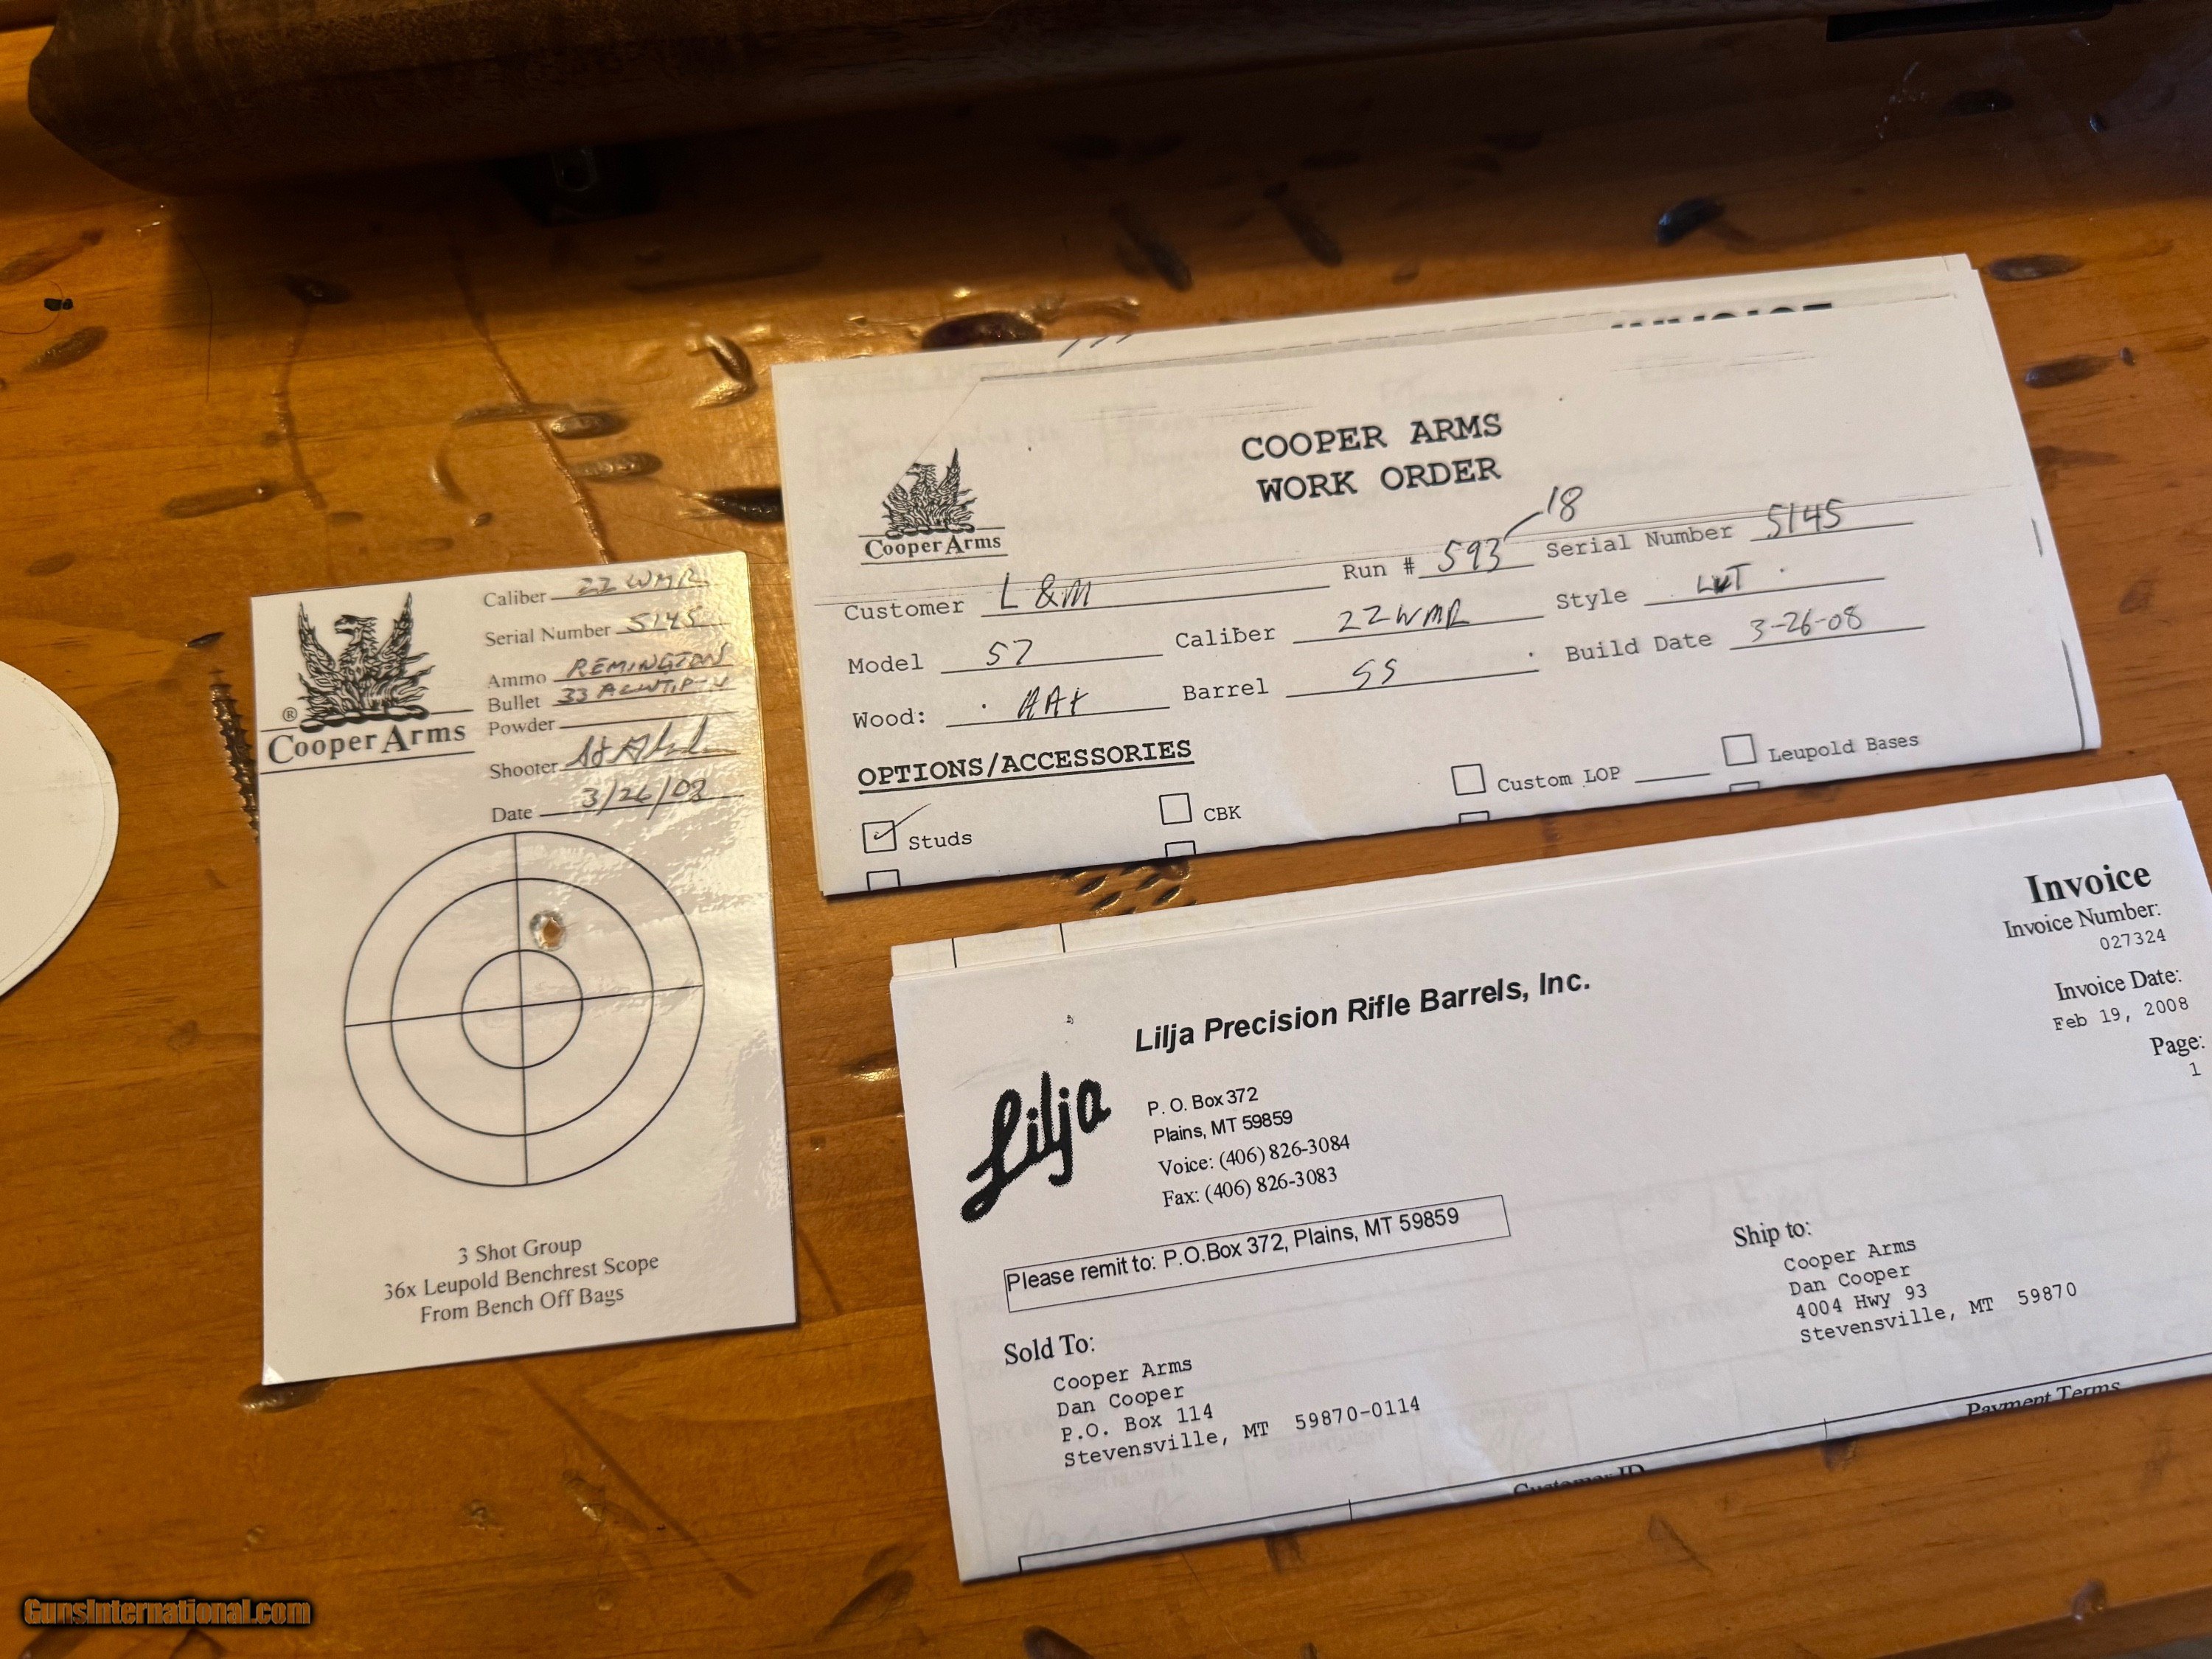 Caliber 22 WMR
Serial Number 5145
Ammo REMINGTON
Bullet 33
Powder
Shooter
Date 3/26/08
®
Cooper Arms
3 Shot Group
36x Leupold Benchrest Scope
From Bench Off Bags
COOPER ARMS
WORK ORDER
Cooper Arms
18
Customer L & M Run # 593 Serial Number 5145
Model 57 Caliber 22 WMR Style LVT
Wood: AA+ Barrel SS Build Date 3-26-08
OPTIONS/ACCESSORIES
Studs CBK Custom LOP Leupold Bases
Invoice
Invoice Number:
027324
Invoice Date:
Feb 19, 2008
Page:
1
Lilja Precision Rifle Barrels, Inc.
Lilja
P. O. Box 372
Plains, MT 59859
Voice: (406) 826-3084
Fax: (406) 826-3083
Please remit to: P.O.Box 372, Plains, MT 59859
Sold To:
Cooper Arms
Dan Cooper
P.O. Box 114
Stevensville, MT 59870-0114
Ship to:
Cooper Arms
Dan Cooper
4004 Hwy 93
Stevensville, MT 59870
Customer ID
Payment Terms
GunsInternational.com